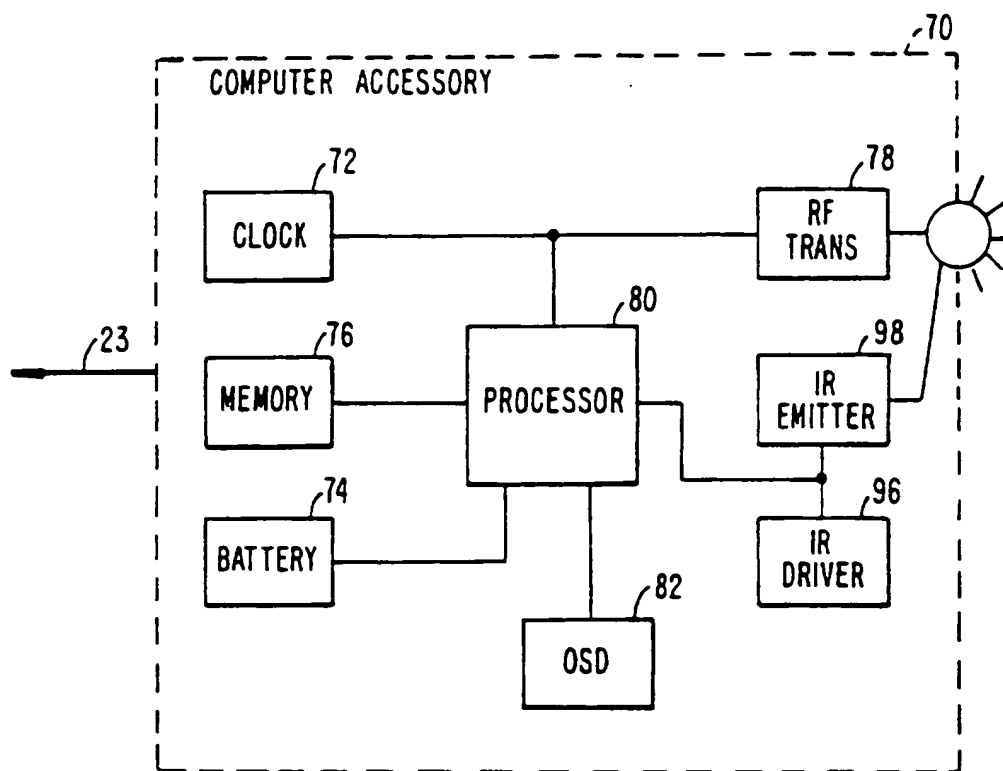 70
COMPUTER ACCESSORY
72
CLOCK
78
RF
TRANS
80
PROCESSOR
23
76
MEMORY
98
IR
EMITTER
74
BATTERY
96
IR
DRIVER
82
OSD